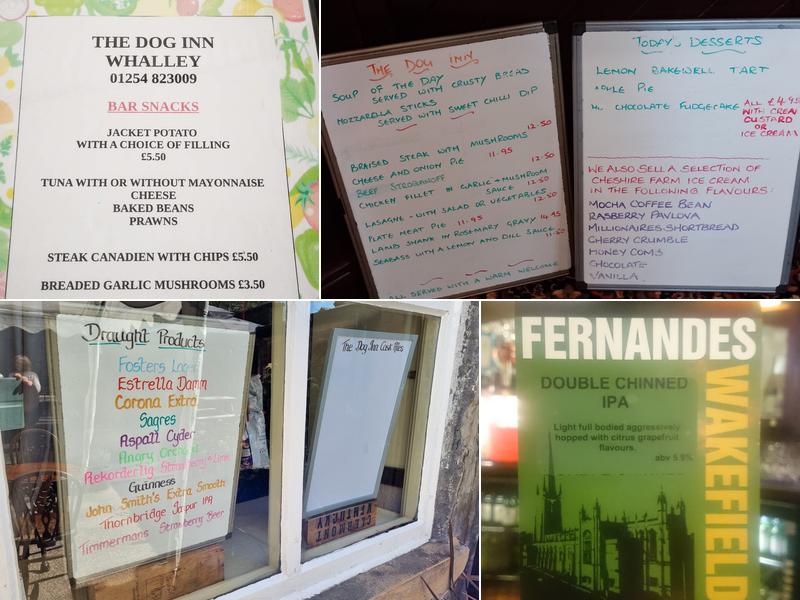 THE DOG INN
WHALLEY
01254 823009
BAR SNACKS
JACKET POTATO
WITH A CHOICE OF FILLING
£5.50
TUNA WITH OR WITHOUT MAYONNAISE
CHEESE
BAKED BEANS
PRAWNS
STEAK CANADIEN WITH CHIPS £5.50
BREADED GARLIC MUSHROOMS £3.50
THE DOG INN
SOUP OF THE DAY
SERVED WITH CRUSTY BREAD
MOZZARELLA STICKS
SERVED WITH SWEET CHILLI DIP
BRAISED STEAK WITH MUSHROOMS 12.50
CHEESE AND ONION PIE 11.95
BEEF STROGANOFF 12.50
CHICKEN FILLET IN GARLIC + MUSHROOM
SAUCE 12.50
LASAGNE - WITH SALAD OR VEGETABLES 12.50
PLATE MEAT PIE 11.95
LAMB SHANK IN ROSEMARY GRAVY 14.95
SEABASS WITH A LEMON AND DILL SAUCE
ALL SERVED WITH A WARM WELCOME
TODAY'S DESSERTS
LEMON BAKEWELL TART
PIE
CHOCOLATE FUDGECAKE
ALL £4.95
WITH CREAM
CUSTARD
OR
ICE CREAM
WE ALSO SELL A SELECTION OF
CHESHIRE FARM ICE CREAM
IN THE FOLLOWING FLAVOURS:
MOCHA COFFEE BEAN
RASBERRY PAVLOVA
MILLIONAIRES SHORTBREAD
CHERRY CRUMBLE
HONEY COMB
CHOCOLATE
VANILLA
Draught Products
Fosters Lager
Estrella Damm
Corona Extra
Sagres
Aspall Cyder
Angry Orchard
Rekorderlig Strawberry + Lime
Guinness
John Smith's Extra Smooth
Thornbridge Jaipur IPA
Timmermans Strawberry Beer
The Dog Inn Cask Ales
FERNANDES
WAKEFIELD
DOUBLE CHINNED
IPA
Light full bodied aggressively
hopped with citrus grapefruit
flavours.
abv 5.9%